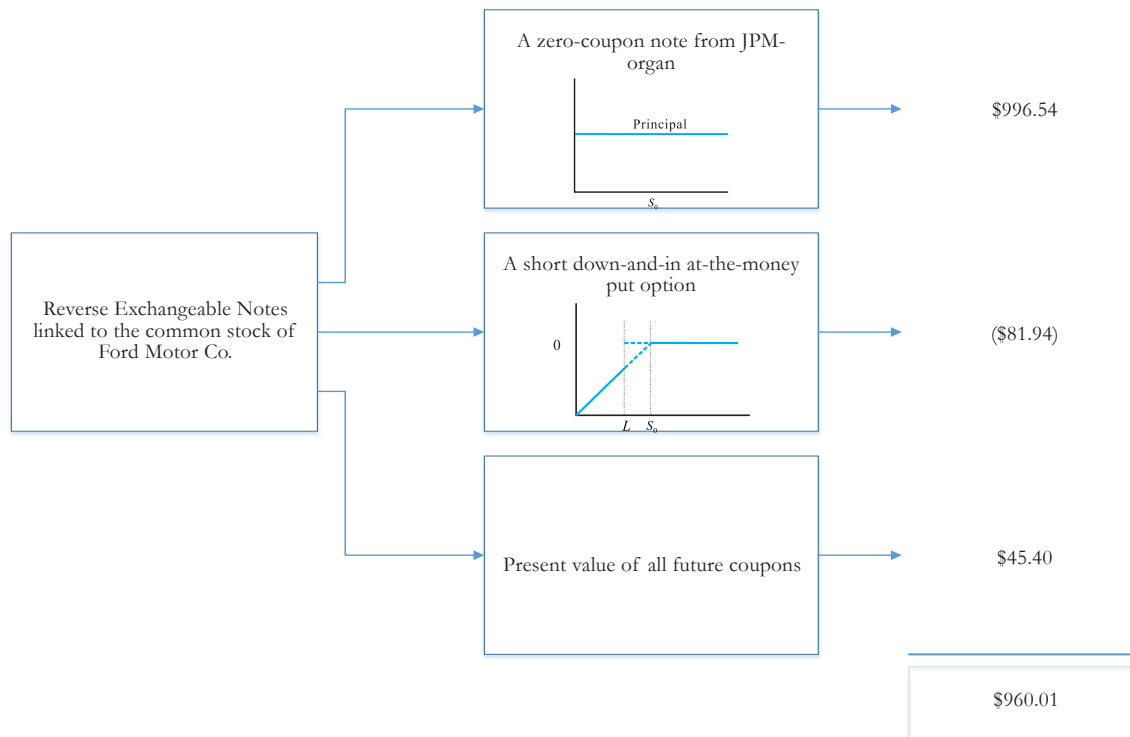 A zero-coupon note from JPM-
organ
Principal
S₀
$996.54
Reverse Exchangeable Notes
linked to the common stock of
Ford Motor Co.
A short down-and-in at-the-money
put option
0
L S₀
($81.94)
Present value of all future coupons
$45.40
$960.01